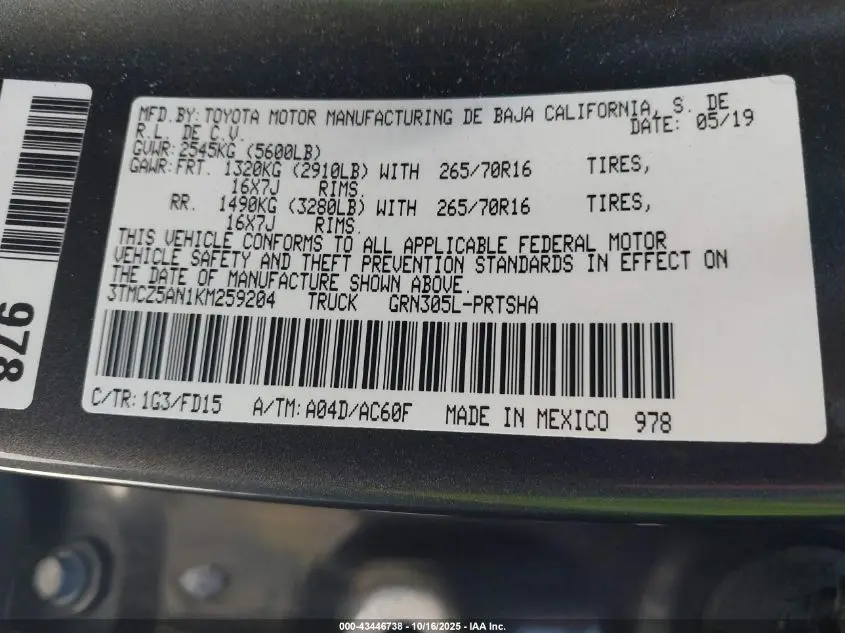 MFD.BY:TOYOTA MOTOR MANUFACTURING DE BAJA CALIFORNIA, S. DE
R.L. DE C.V. DATE: 05/19
GVWR:2545KG (5600LB)
GAWR:FRT. 1320KG (2910LB) WITH 265/70R16 TIRES,
16X7J RIMS.
RR. 1490KG (3280LB) WITH 265/70R16 TIRES,
16X7J RIMS.
THIS VEHICLE CONFORMS TO ALL APPLICABLE FEDERAL MOTOR
VEHICLE SAFETY AND THEFT PREVENTION STANDARDS IN EFFECT ON
THE DATE OF MANUFACTURE SHOWN ABOVE.
3TMCZ5AN1KM259204 TRUCK GRN305L-PRTSHA
C/TR:1G3/FD15 A/TM:A04D/AC60F MADE IN MEXICO 978
978
000-43446738 - 10/16/2025 - IAA Inc.